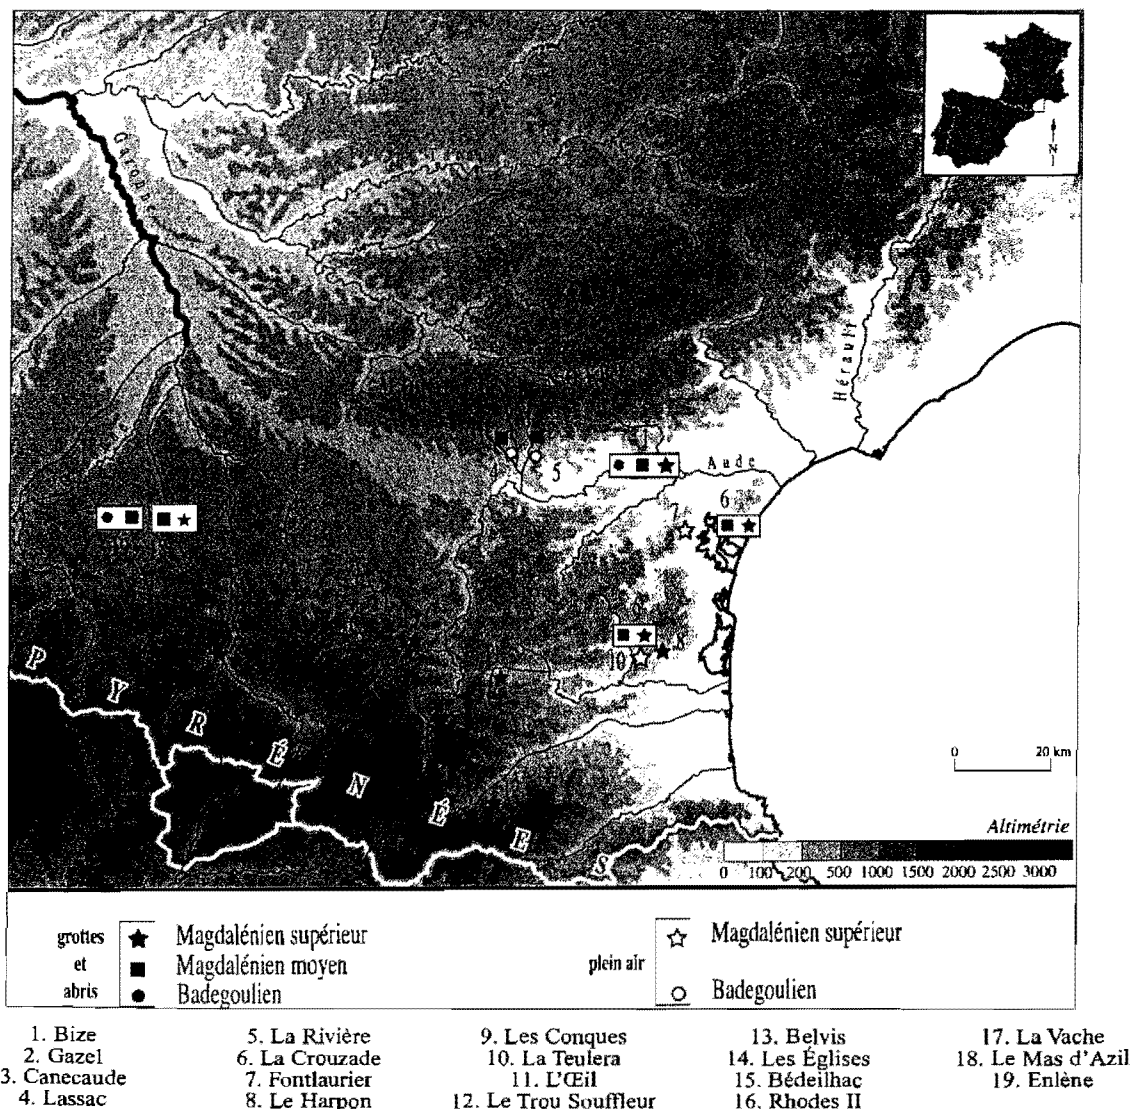 N
Garonne
Hérault
1
Aude
5
6
7
9
8
10
P Y R É N É E S
0 20 km
Altimétrie
0 100 200 500 1000 1500 2000 2500 3000
grottes et abris
Magdalénien supérieur
Magdalénien moyen
Badegoulien
plein air
Magdalénien supérieur
Badegoulien
1. Bize
2. Gazel
3. Canecaude
4. Lassac
5. La Rivière
6. La Crouzade
7. Fontlaurier
8. Le Harpon
9. Les Conques
10. La Teulera
11. L'Œil
12. Le Trou Souffleur
13. Belvis
14. Les Églises
15. Bédeilhac
16. Rhodes II
17. La Vache
18. Le Mas d'Azil
19. Enlène